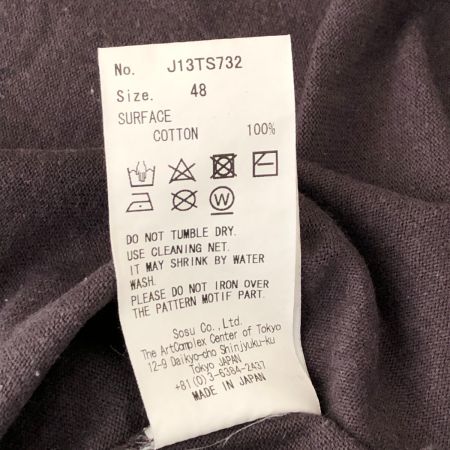 No. J13TS732
Size. 48
SURFACE
COTTON 100%
W
DO NOT TUMBLE DRY.
USE CLEANING NET.
IT MAY SHRINK BY WATER
WASH.
PLEASE DO NOT IRON OVER
THE PATTERN MOTIF PART.
Sosu Co., Ltd.
The ArtComplex Center of Tokyo
12-9 Daikyo-cho Shinjyuku-ku
Tokyo JAPAN
+81(0)3-6384-2437
MADE IN JAPAN